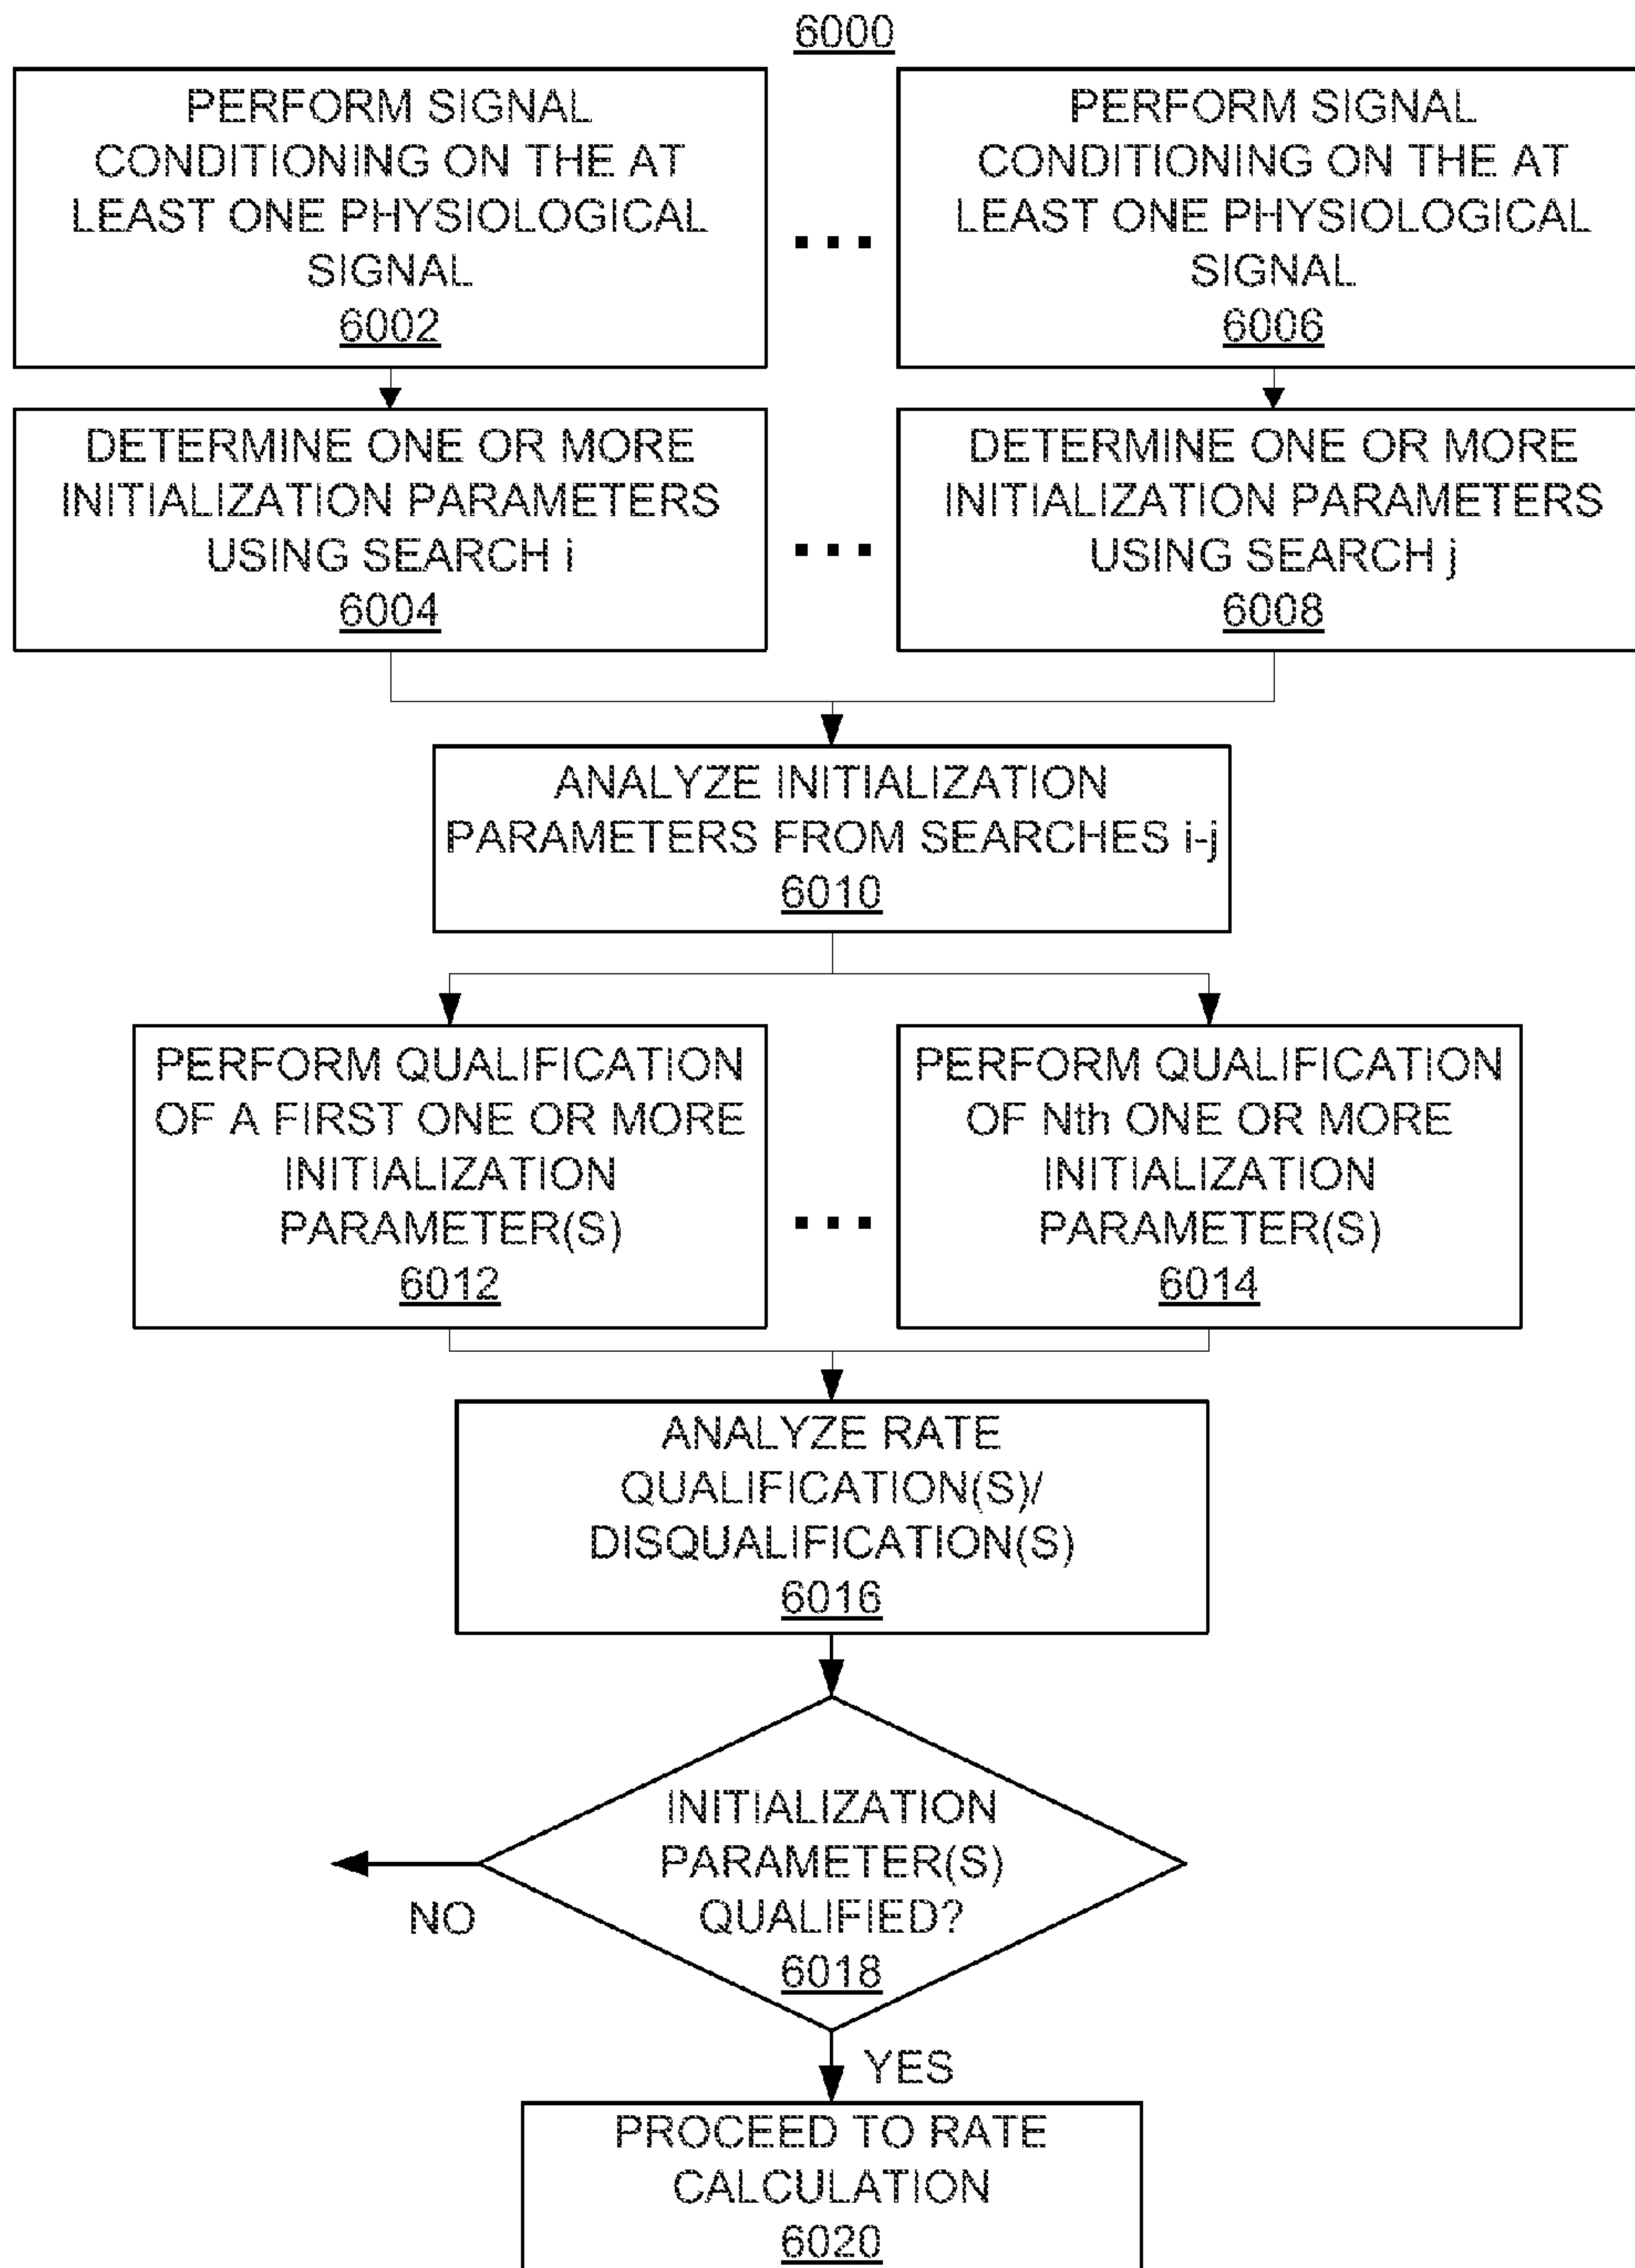 6000
PERFORM SIGNAL
CONDITIONING ON THE AT
LEAST ONE PHYSIOLOGICAL
SIGNAL
6002
PERFORM SIGNAL
CONDITIONING ON THE AT
LEAST ONE PHYSIOLOGICAL
SIGNAL
6006
DETERMINE ONE OR MORE
INITIALIZATION PARAMETERS
USING SEARCH i
6004
DETERMINE ONE OR MORE
INITIALIZATION PARAMETERS
USING SEARCH j
6008
ANALYZE INITIALIZATION
PARAMETERS FROM SEARCHES i-j
6010
PERFORM QUALIFICATION
OF A FIRST ONE OR MORE
INITIALIZATION
PARAMETER(S)
6012
PERFORM QUALIFICATION
OF Nth ONE OR MORE
INITIALIZATION
PARAMETER(S)
6014
ANALYZE RATE
QUALIFICATION(S)/
DISQUALIFICATION(S)
6016
INITIALIZATION
PARAMETER(S)
QUALIFIED?
6018
NO
YES
PROCEED TO RATE
CALCULATION
6020